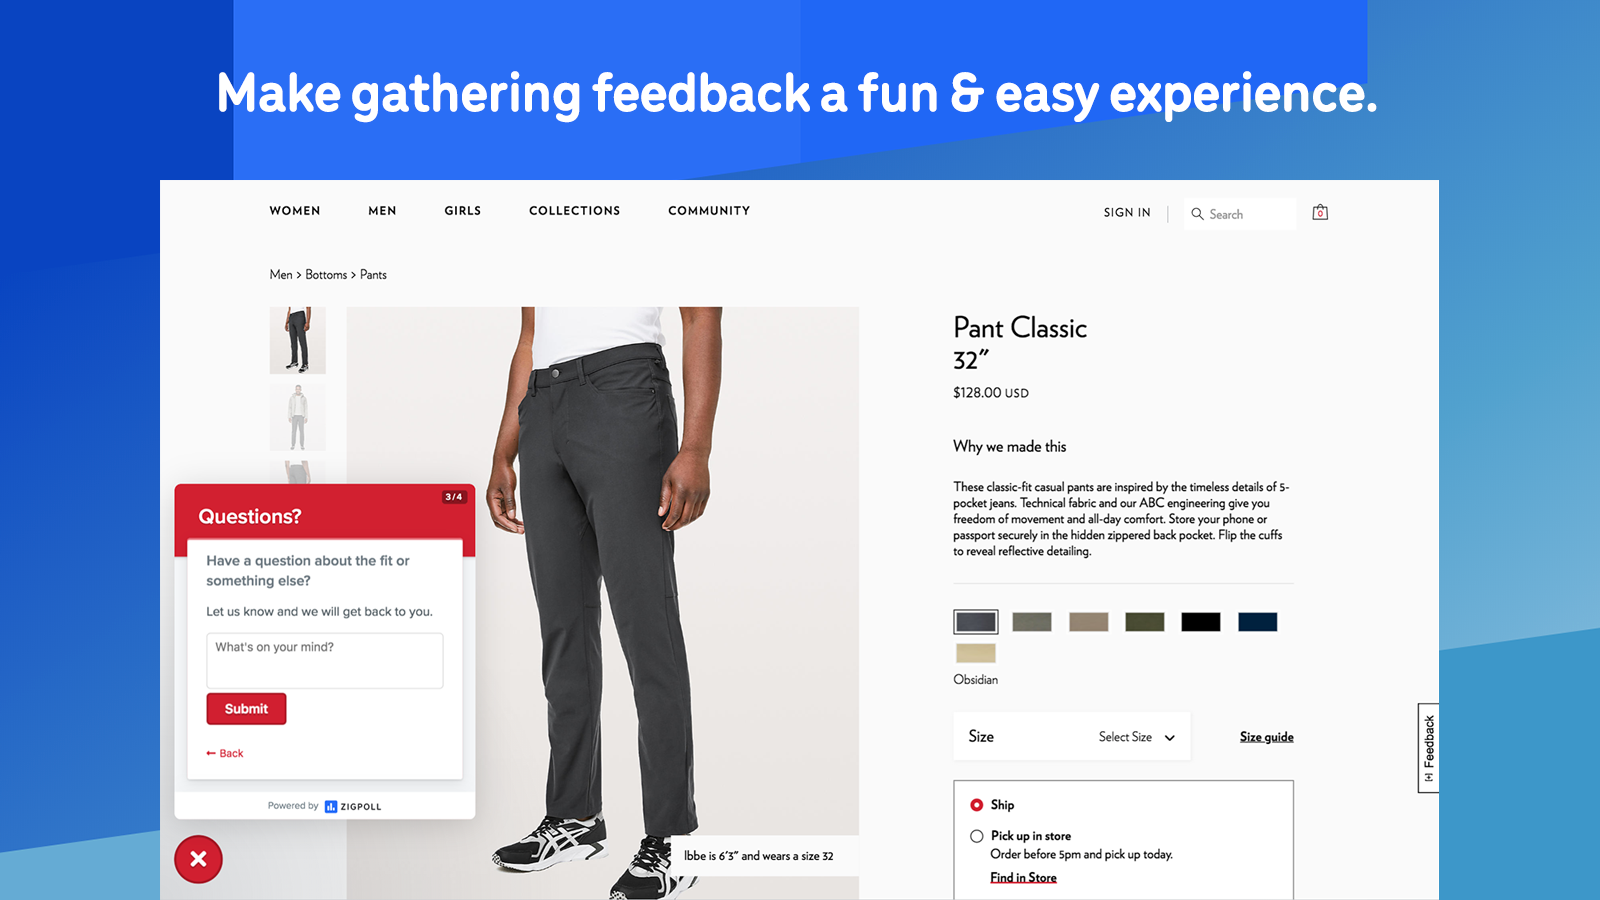 Make gathering feedback a fun & easy experience.
WOMEN MEN GIRLS COLLECTIONS COMMUNITY
SIGN IN
Search
0
Men > Bottoms > Pants
Pant Classic
32"
$128.00 USD
Why we made this
These classic-fit casual pants are inspired by the timeless details of 5-
pocket jeans. Technical fabric and our ABC engineering give you
freedom of movement and all-day comfort. Store your phone or
passport securely in the hidden zippered back pocket. Flip the cuffs
to reveal reflective detailing.
Obsidian
Size Select Size
Size guide
Ship
Pick up in store
Order before 5pm and pick up today.
Find in Store
[+] Feedback
Ibbe is 6'3" and wears a size 32
3/4
Questions?
Have a question about the fit or
something else?
Let us know and we will get back to you.
What's on your mind?
Submit
← Back
Powered by ZIGPOLL